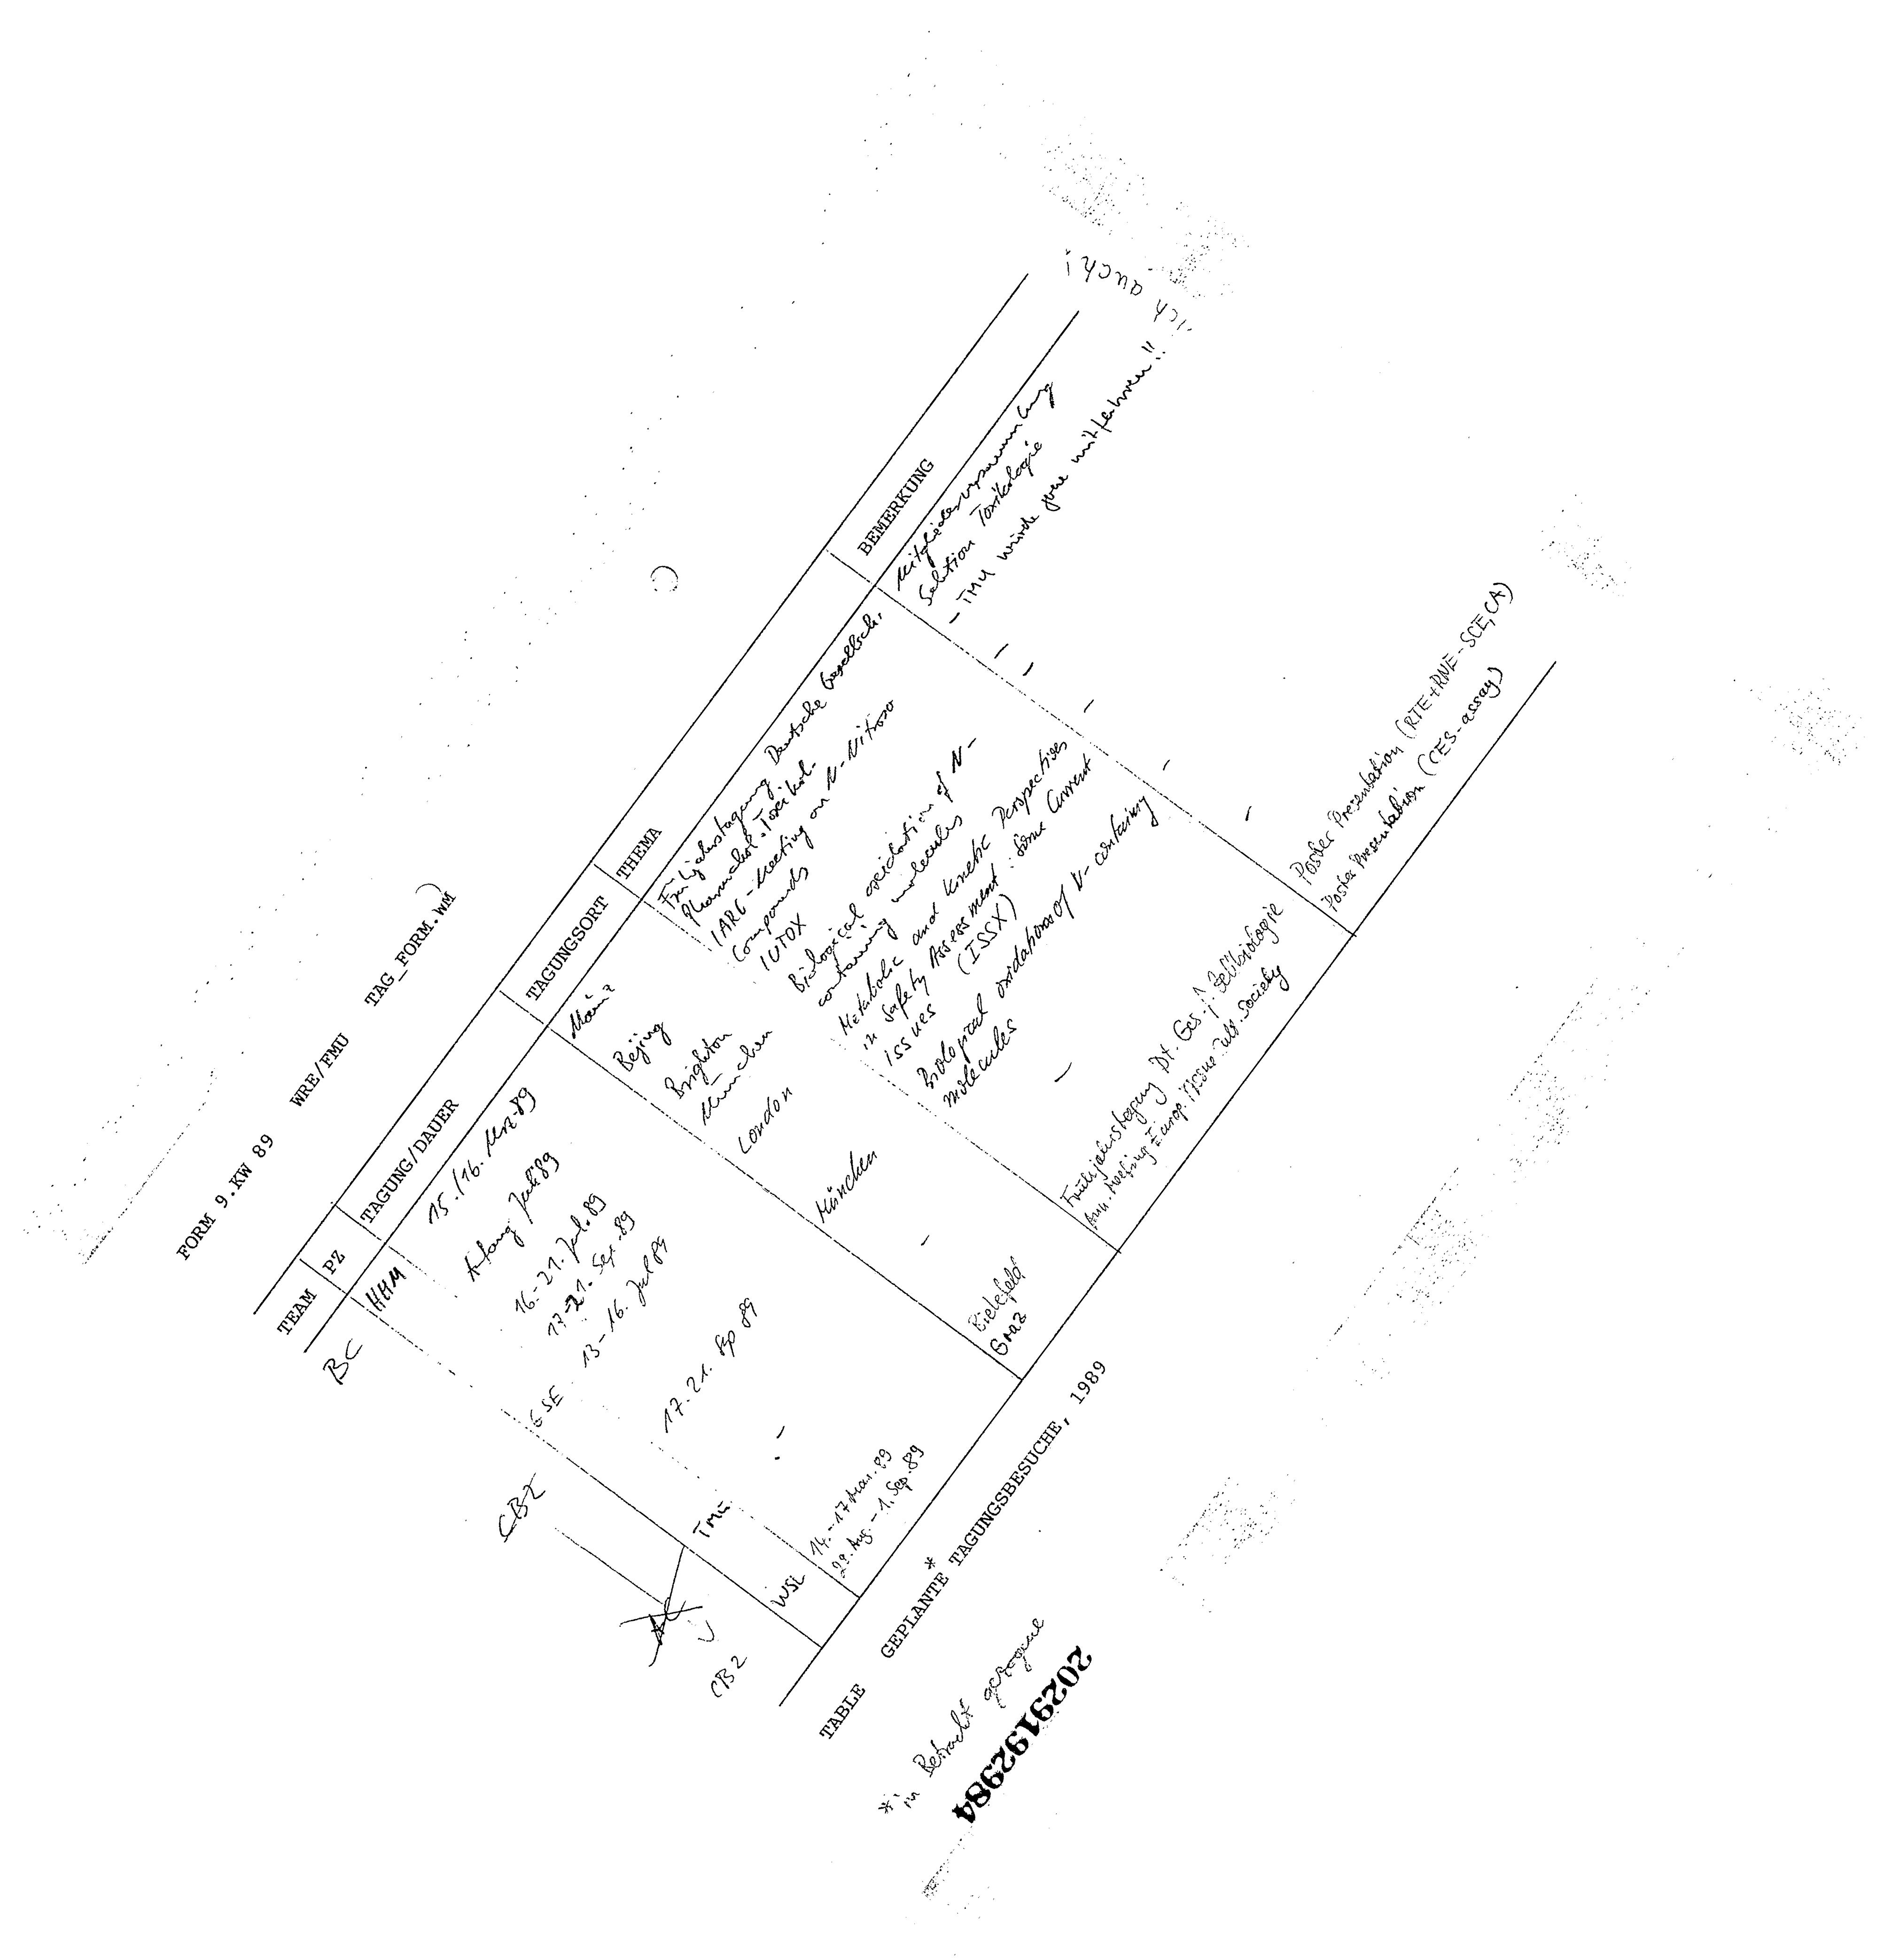 FORM 9.KW 89 WRE/FMU TAG_FORM.WM
TEAM PZ TAGUNG/DAUER TAGUNGSORT THEMA BEMERKUNG
BC HHM 15./16. Mrz. 89 Mainz Frühjahrstagung Deutsche Gesellsch. Mitgliederversammlung
Pharmakol. Toxikol. Sektion Toxikologie
Anfang Juli 89 Bejing IARC-Meeting on N-Nitroso - TMU würde gerne mitfahren!!
Compounds
ich auch!
16.-21. Jul. 89 Brighton IUTOX -
17-21. Sep. 89 München Biological oxidation of N- -
containing molecules
CBZ GSE 13-16. Jul 89 London Metabolic and kinetic Perspectives -
in Safety Assessment: some Current
issues (ISSX)
TMU 17.-21. Sep 89 München Biological oxidations of N-containing -
molecules
- - - -
CB2 WSL 14.-17. Mar. 89 Bielefeld Frühjahrstagung Dt. Ges. f. Zellbiologie Poster Presentation (RTE+RNE-SCE, CA)
29. Aug.-1. Sep. 89 Graz Ann. Meeting Europ. Tissue Cult. Society Poster Presentation (CES-assay)
TABLE GEPLANTE* TAGUNGSBESUCHE, 1989
* in Betracht gezogene
2029192984